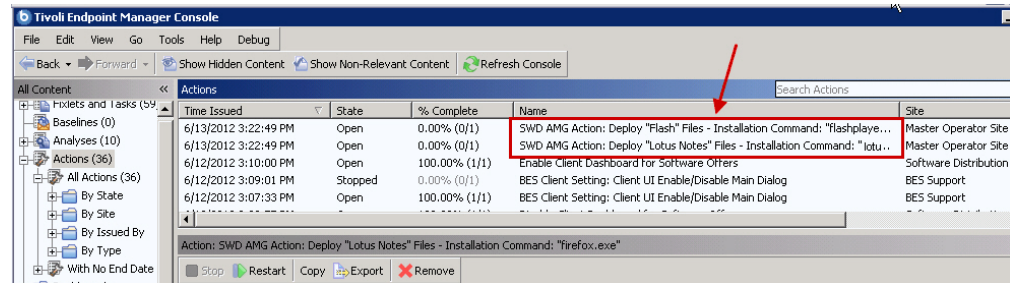 Tivoli Endpoint Manager Console
File Edit View Go Tools Help Debug
Back Forward Show Hidden Content Show Non-Relevant Content Refresh Console
All Content « Actions Search Actions
Fixlets and Tasks (59
Baselines (0)
Analyses (10)
Actions (36)
All Actions (36)
By State
By Site
By Issued By
By Type
With No End Date
Time Issued State % Complete Name Site
6/13/2012 3:22:49 PM Open 0.00% (0/1) SWD AMG Action: Deploy "Flash" Files - Installation Command: "flashplaye... Master Operator Site
6/13/2012 3:22:49 PM Open 0.00% (0/1) SWD AMG Action: Deploy "Lotus Notes" Files - Installation Command: "lotu... Master Operator Site
6/12/2012 3:10:00 PM Open 100.00% (1/1) Enable Client Dashboard for Software Offers Software Distribution
6/12/2012 3:09:01 PM Stopped 0.00% (0/1) BES Client Setting: Client UI Enable/Disable Main Dialog BES Support
6/12/2012 3:07:33 PM Open 100.00% (1/1) BES Client Setting: Client UI Enable/Disable Main Dialog BES Support
Action: SWD AMG Action: Deploy "Lotus Notes" Files - Installation Command: "firefox.exe"
Stop Restart Copy Export Remove